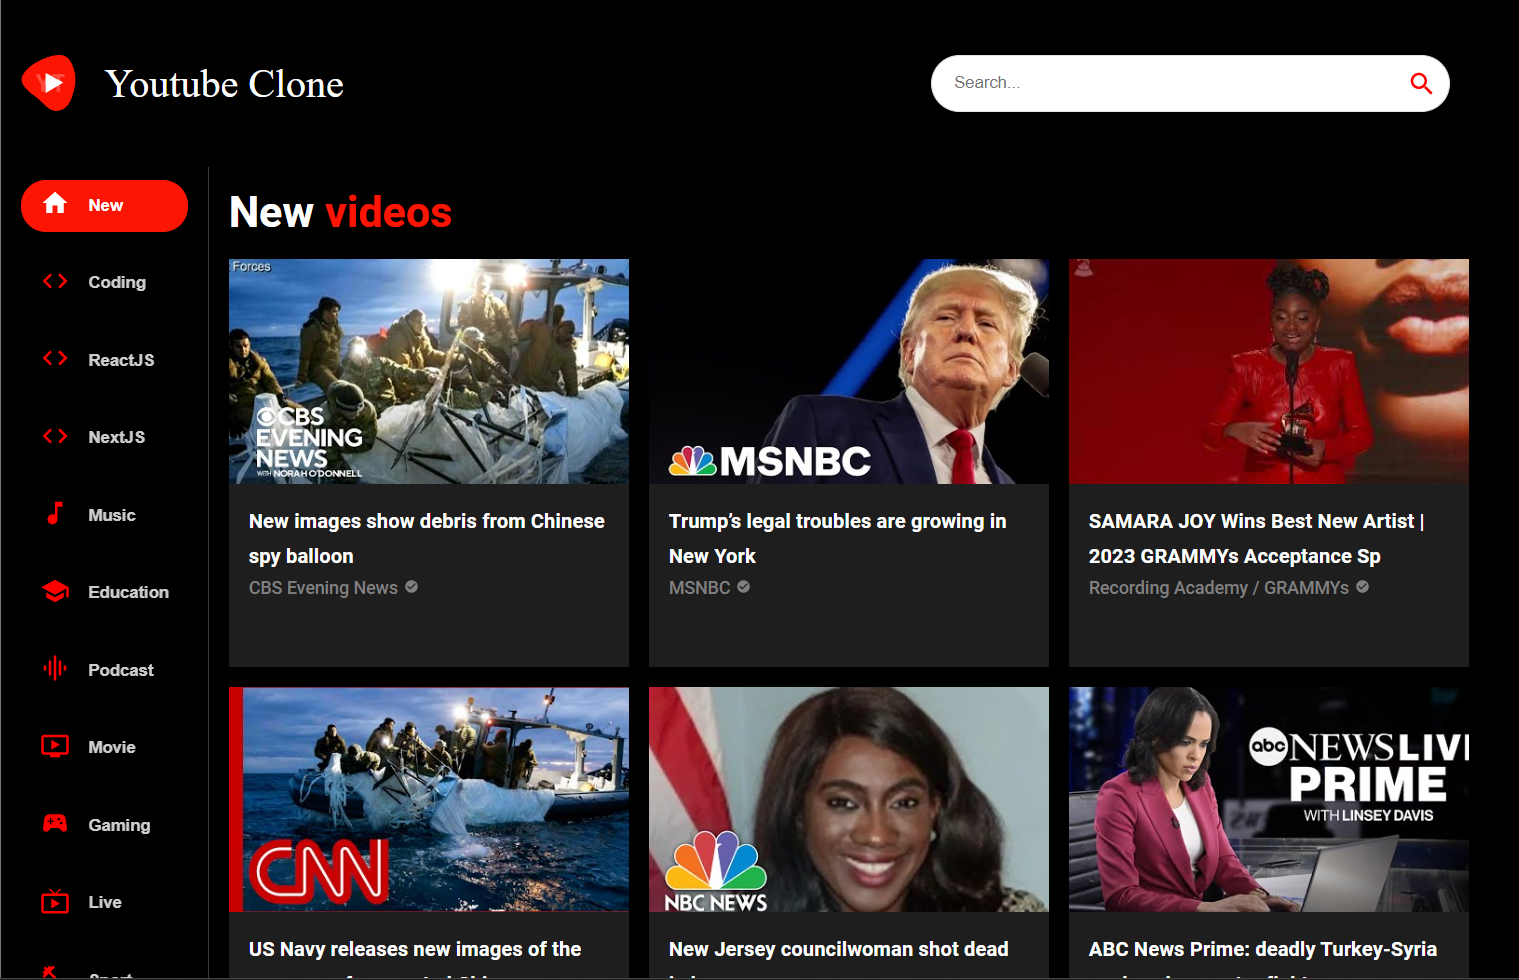 YT
Youtube Clone
Search...
New
Coding
ReactJS
NextJS
Music
Education
Podcast
Movie
Gaming
Live
New videos
Forces
CBS
EVENING
NEWS
WITH NORAH O'DONNELL
New images show debris from Chinese
spy balloon
CBS Evening News
MSNBC
Trump’s legal troubles are growing in
New York
MSNBC
SAMARA JOY Wins Best New Artist |
2023 GRAMMYs Acceptance Sp
Recording Academy / GRAMMYs
CNN
US Navy releases new images of the
NBC NEWS
New Jersey councilwoman shot dead
abc NEWS LIVE
PRIME
WITH LINSEY DAVIS
ABC News Prime: deadly Turkey-Syria